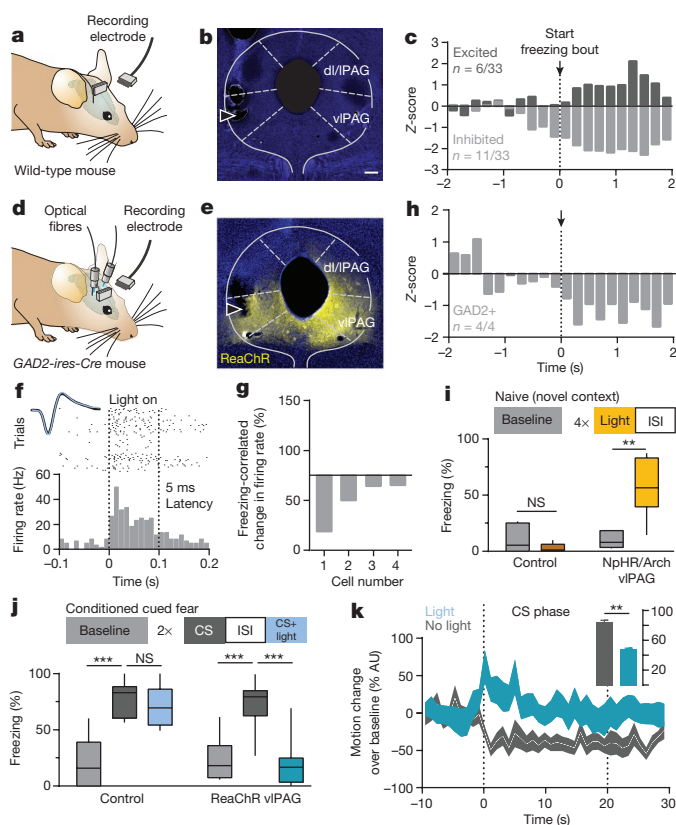 a
Recording
electrode
Wild-type mouse
b
dl/lPAG
vlPAG
c
Start
freezing bout
Excited
n = 6/33
Inhibited
n = 11/33
Z-score
2
1
0
−1
−2
−3
−2 −1 0 1 2
d
Optical
fibres
Recording
electrode
GAD2-ires-Cre mouse
e
dl/lPAG
vlPAG
ReaChR
h
Z-score
2
1
0
−1
−2
GAD2+
n = 4/4
−2 −1 0 1 2
Time (s)
f
Light on
Trials
Firing rate (Hz)
60
40
20
0
5 ms
Latency
−0.1 0 0.1 0.2
Time (s)
g
Freezing-correlated
change in firing rate (%)
150
100
50
0
1 2 3 4
Cell number
i
Naive (novel context)
Baseline 4× Light ISI
Freezing (%)
100
75
50
25
0
NS
**
Control
NpHR/Arch
vlPAG
j
Conditioned cued fear
Baseline 2× CS ISI CS+
light
Freezing (%)
100
75
50
25
0
*** NS
*** ***
Control
ReaChR vlPAG
k
Light
No light
CS phase
**
100
80
60
40
20
0
Motion change
over baseline (% AU)
100
50
0
−50
−100
−10 0 10 20 30
Time (s)